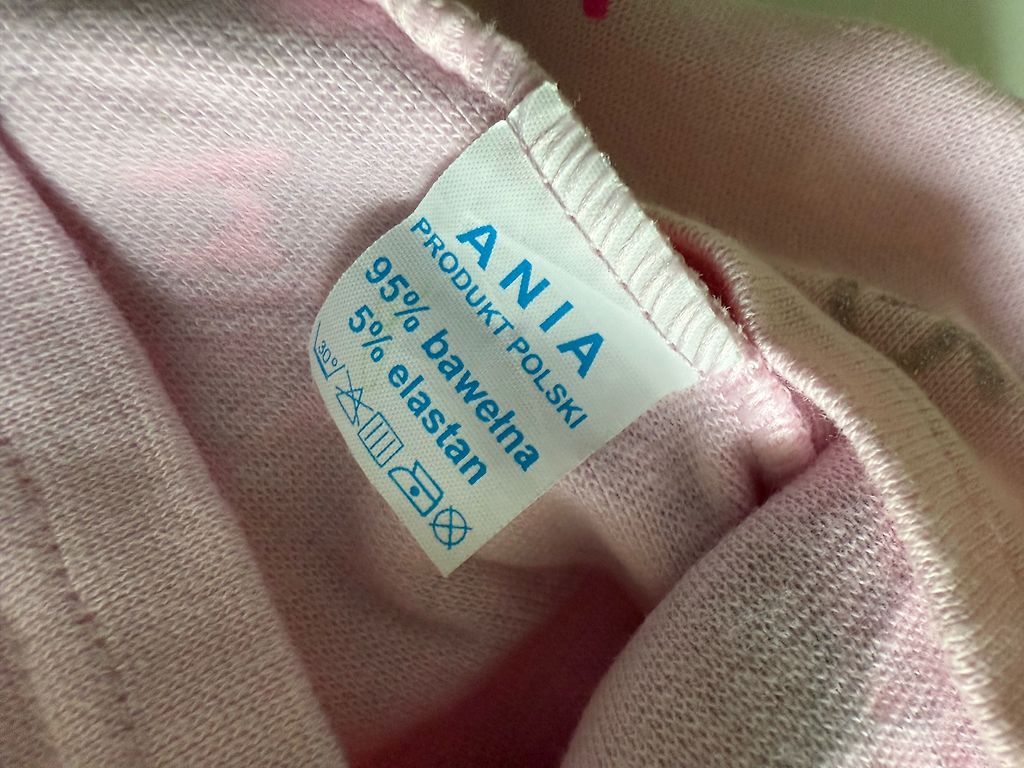 ANIA
PRODUKT POLSKI
95% bawełna
5% elastan
30°